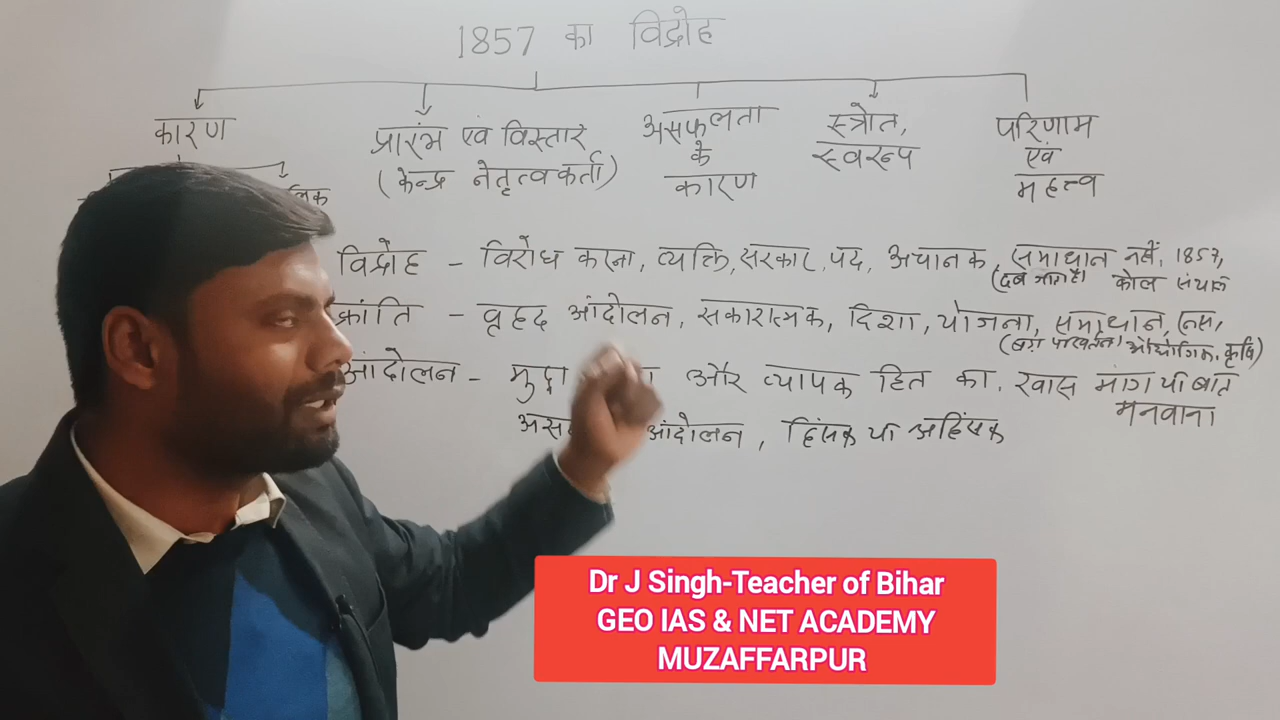 1857 का विद्रोह
कारण
प्रारंभ एवं विस्तार
(केन्द्र नेतृत्वकर्ता)
असफलता
के
कारण
स्त्रोत,
स्वरूप
परिणाम
एवं
महत्त्व
विद्रोह - विरोध करना, व्यक्ति, सरकार, पद, अचानक, समाधान नहीं, 1857,
(दब जाता है) कोल संथाल
क्रांति - वृहद आंदोलन, सकारात्मक, दिशा, योजना, समाधान, रूस,
(बड़ा परिवर्तन) औद्योगिक, कृषि)
आंदोलन - मुद्दा और व्यापक हित का, खास मांग या बात
मनवाना
आंदोलन, हिंसक या अहिंसक
Dr J Singh-Teacher of Bihar
GEO IAS & NET ACADEMY
MUZAFFARPUR